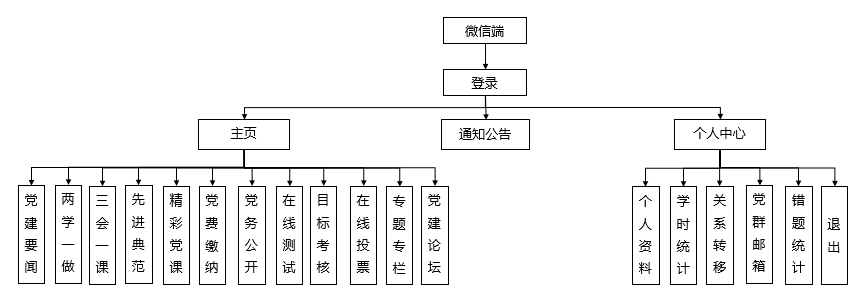 微信端
登录
主页
通知公告
个人中心
党建要闻
两学一做
三会一课
先进典范
精彩党课
党费缴纳
党务公开
在线测试
目标考核
在线投票
专题专栏
党建论坛
个人资料
学时统计
关系转移
党群邮箱
错题统计
退出